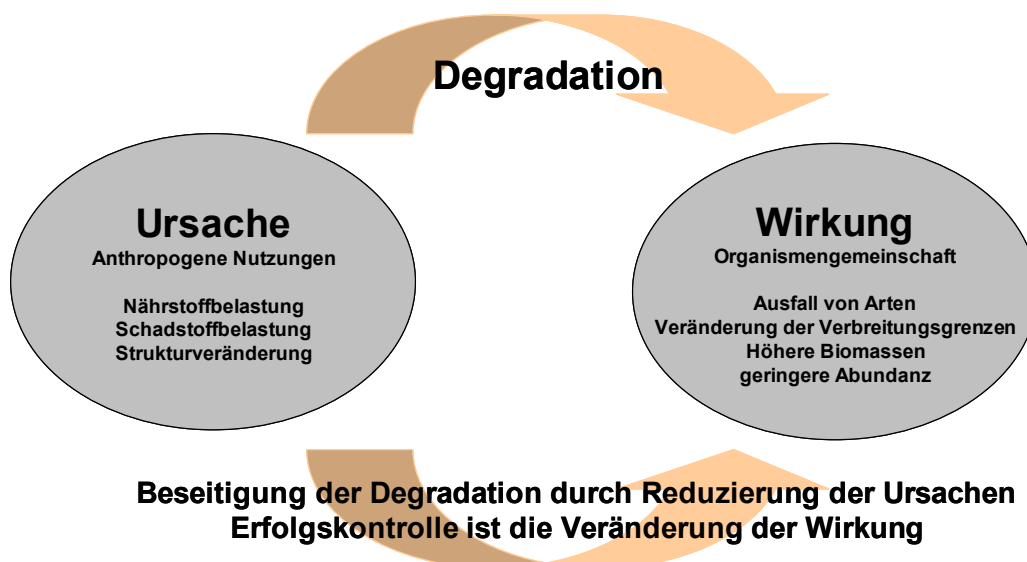 Degradation
Ursache
Anthropogene Nutzungen
Nährstoffbelastung
Schadstoffbelastung
Strukturveränderung
Wirkung
Organismengemeinschaft
Ausfall von Arten
Veränderung der Verbreitungsgrenzen
Höhere Biomassen
geringere Abundanz
Beseitigung der Degradation durch Reduzierung der Ursachen
Erfolgskontrolle ist die Veränderung der Wirkung